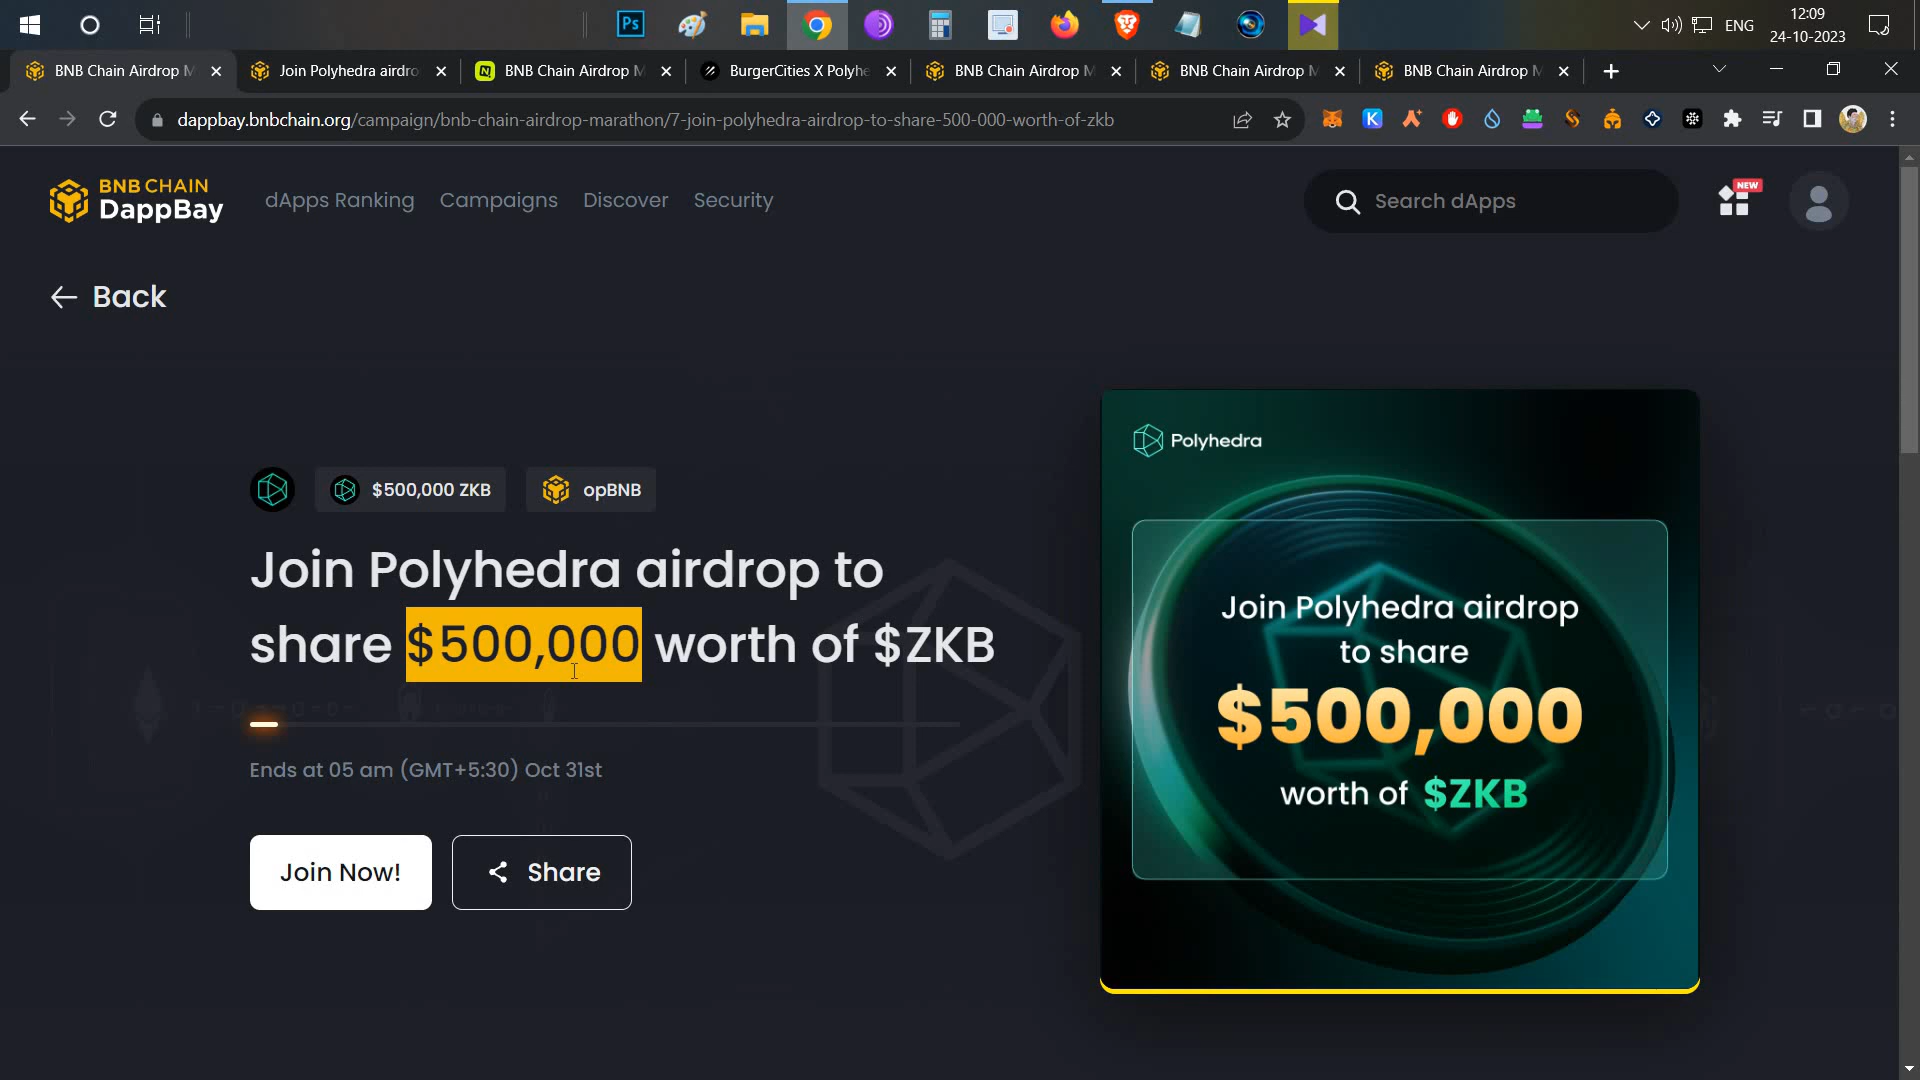 Ps
ENG
12:09
24-10-2023
BNB Chain Airdrop M
Join Polyhedra airdro
BNB Chain Airdrop M
BurgerCities X Polyhe
BNB Chain Airdrop M
BNB Chain Airdrop M
BNB Chain Airdrop M
dappbay.bnbchain.org/campaign/bnb-chain-airdrop-marathon/7-join-polyhedra-airdrop-to-share-500-000-worth-of-zkb
BNB CHAIN
DappBay
dApps Ranking
Campaigns
Discover
Security
Search dApps
NEW
Back
$500,000 ZKB
opBNB
Join Polyhedra airdrop to
share $500,000 worth of $ZKB
Ends at 05 am (GMT+5:30) Oct 31st
Join Now!
Share
Polyhedra
Join Polyhedra airdrop
to share
$500,000
worth of $ZKB